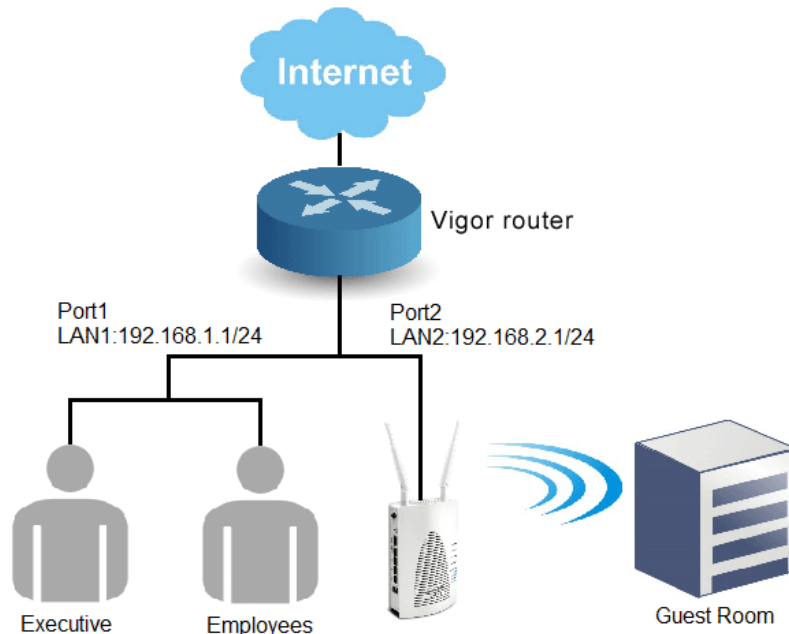 Internet
Vigor router
Port1
LAN1:192.168.1.1/24
Port2
LAN2:192.168.2.1/24
Executive
Employees
Guest Room